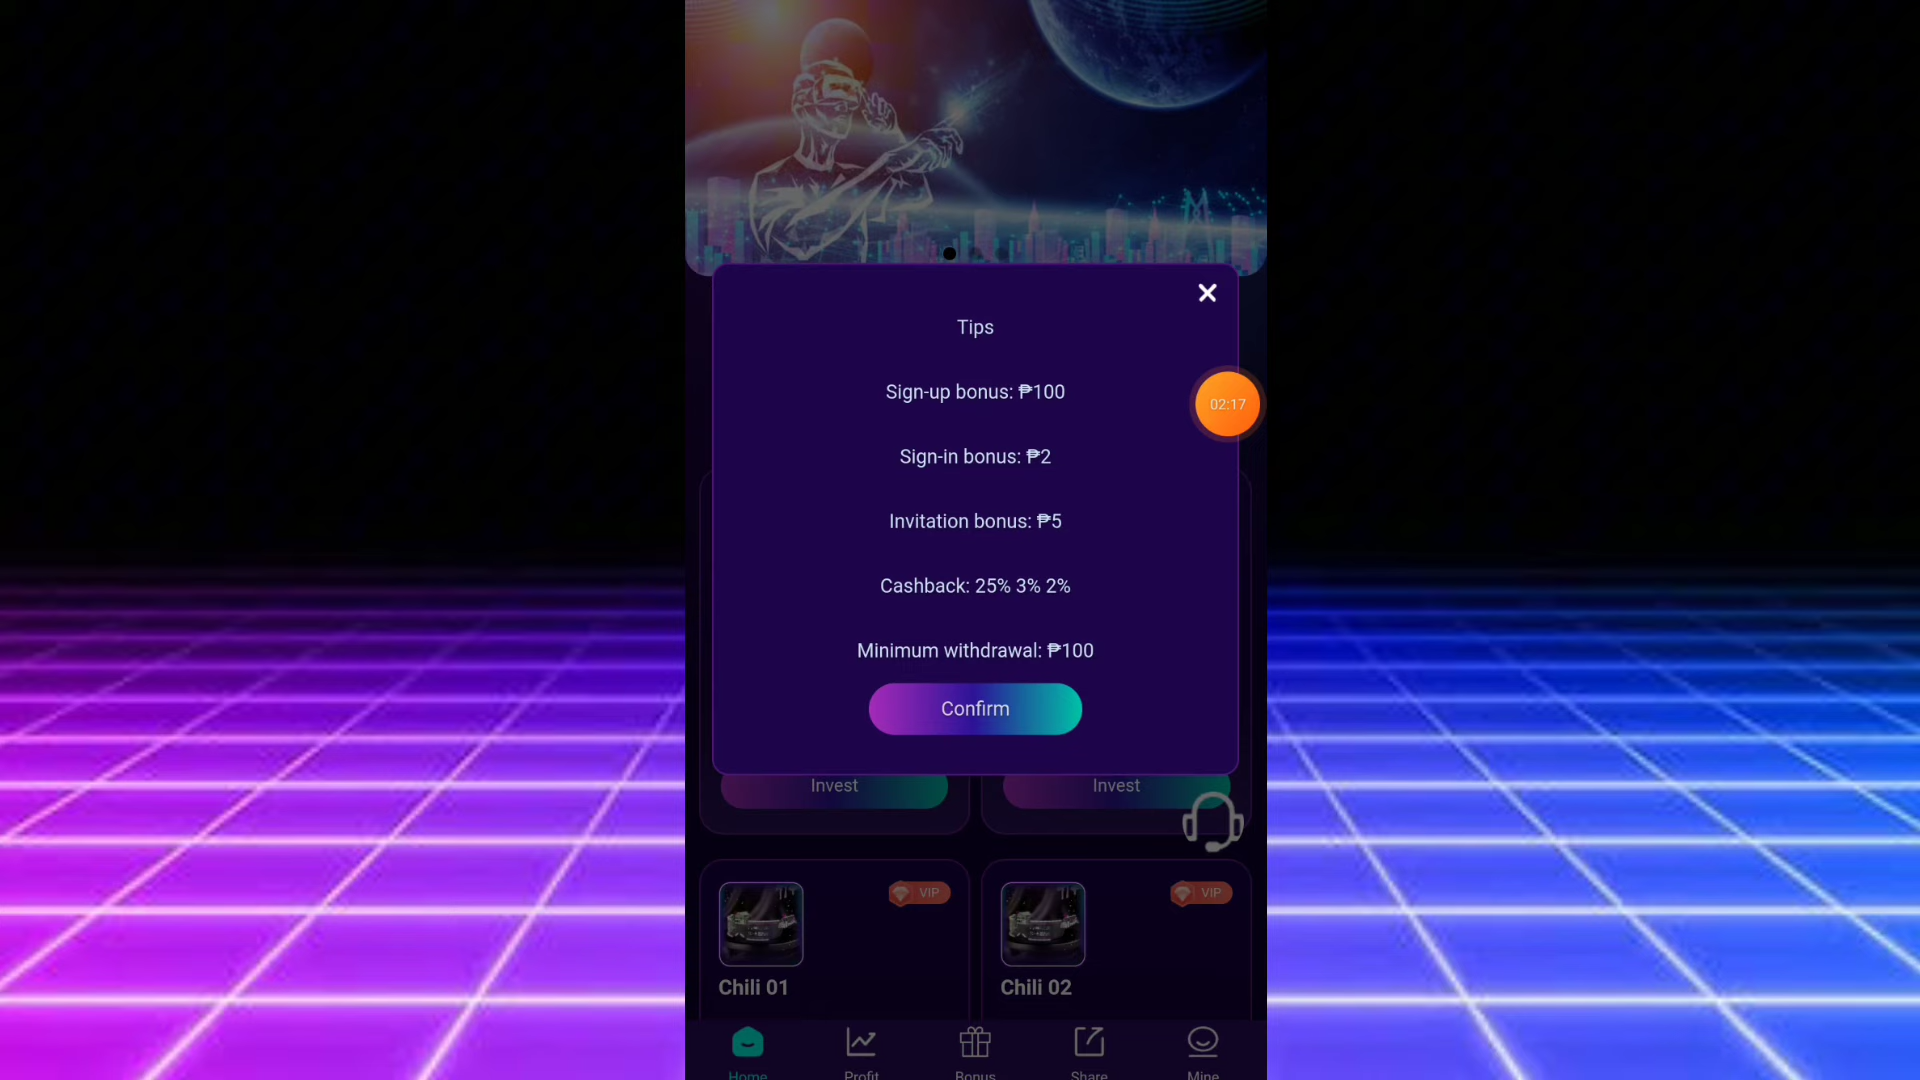 Tips
Sign-up bonus: ₱100
02:17
Sign-in bonus: ₱2
Invitation bonus: ₱5
Cashback: 25% 3% 2%
Minimum withdrawal: ₱100
Confirm
Invest Invest
VIP VIP
Chili 01 Chili 02
Home Profit Bonus Share Mine